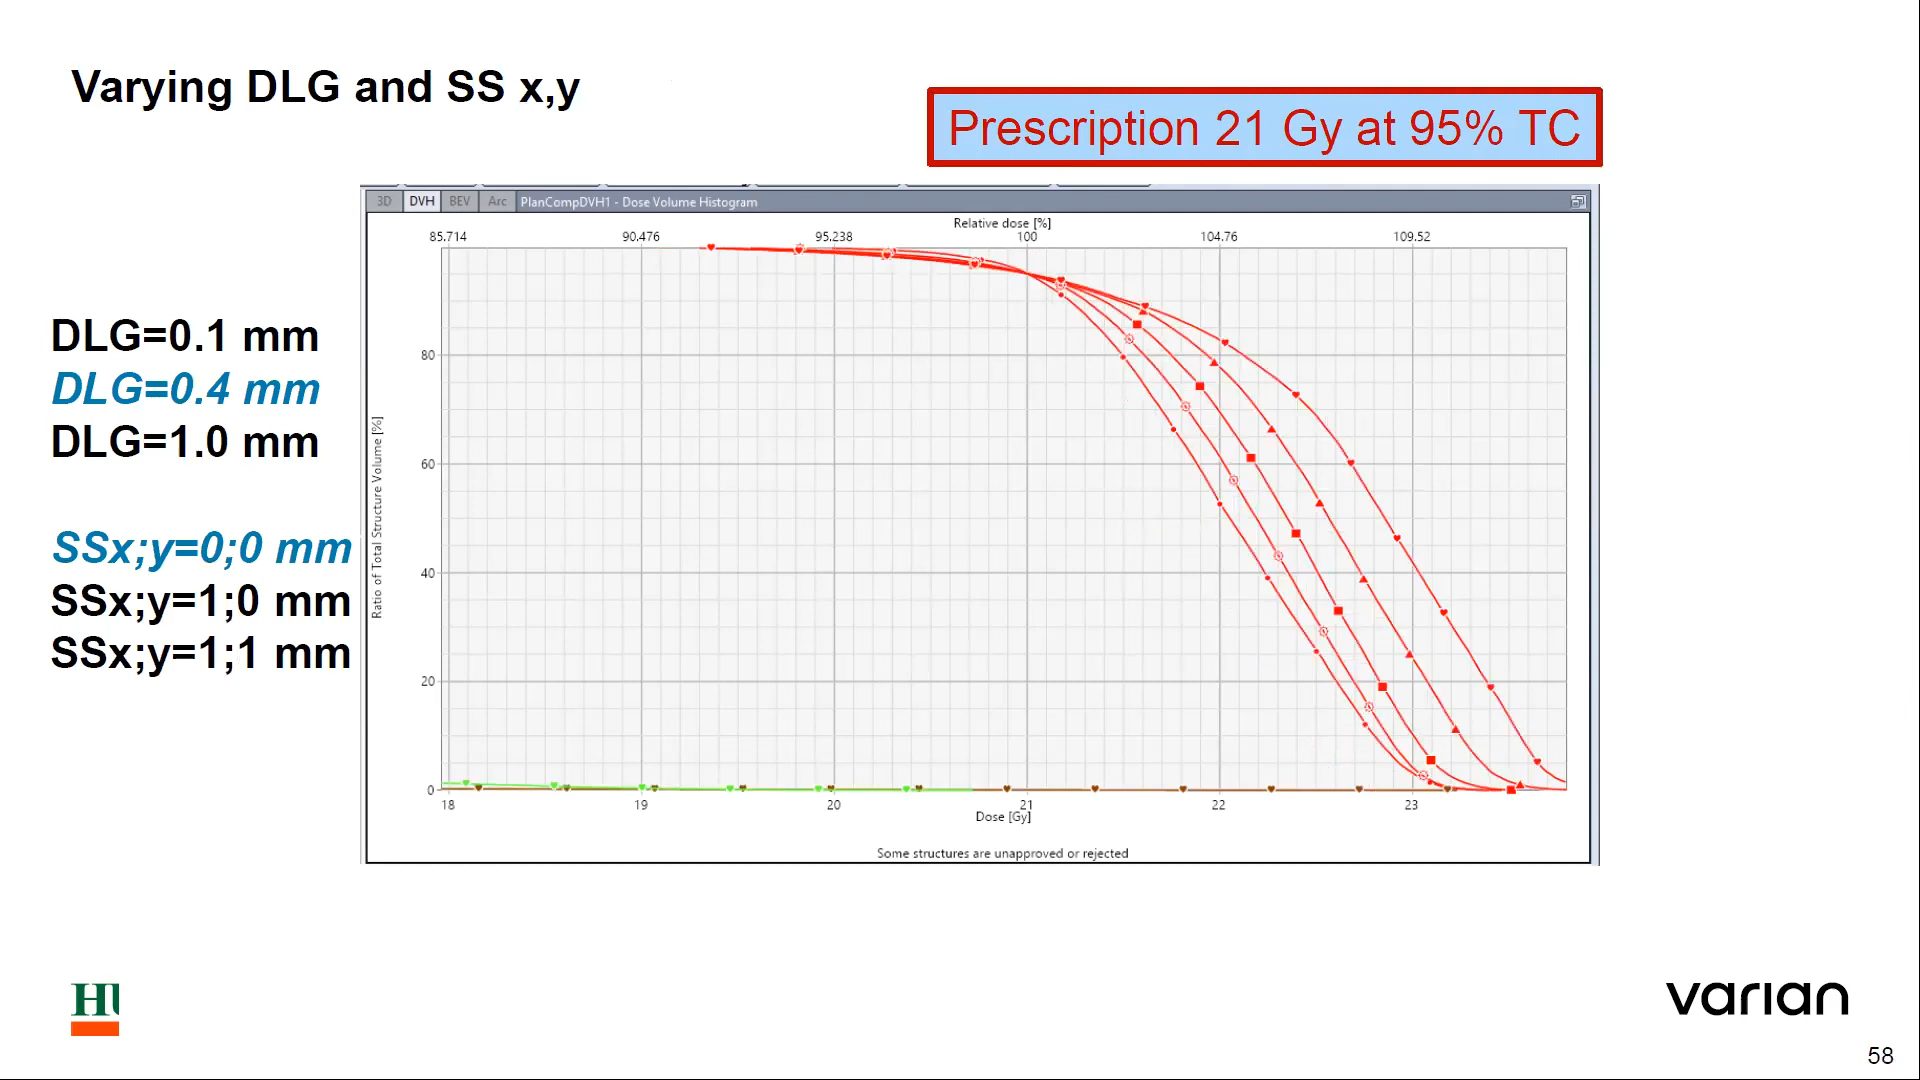 Varying DLG and SS x,y
Prescription 21 Gy at 95% TC
DLG=0.1 mm
DLG=0.4 mm
DLG=1.0 mm
SSx;y=0;0 mm
SSx;y=1;0 mm
SSx;y=1;1 mm
3D DVH BEV Arc PlanCompDVH1 - Dose Volume Histogram
Relative dose [%]
85.714 90.476 95.238 100 104.76 109.52
Ratio of Total Structure Volume [%]
80
60
40
20
0
18 19 20 21 22 23
Dose [Gy]
Some structures are unapproved or rejected
varian
58